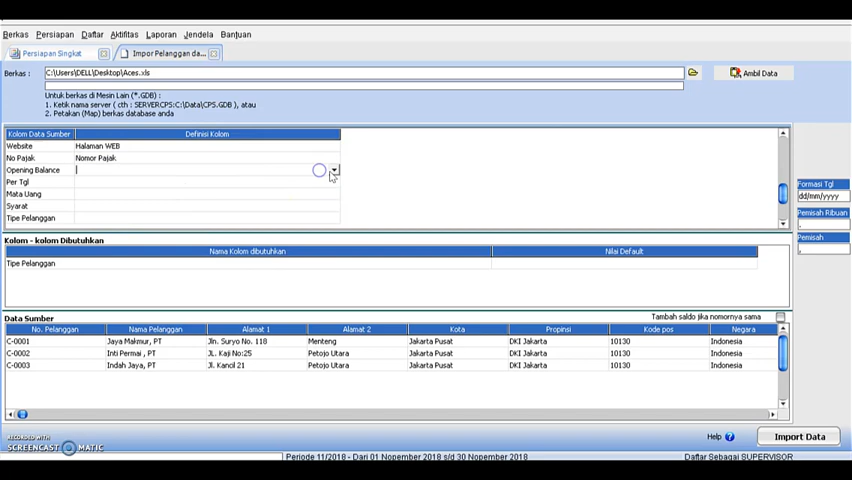 Berkas Persiapan Daftar Aktifitas Laporan Jendela Bantuan
Persiapan Singkat Impor Pelanggan da...
Berkas : C:\Users\DELL\Desktop\Aces.xls Ambil Data
Untuk berkas di Mesin Lain (*.GDB) :
1. Ketik nama server ( cth : SERVERCPS:C:\Data\CPS.GDB ), atau
2. Petakan (Map) berkas database anda
Kolom Data Sumber Definisi Kolom
Website Halaman WEB
No Pajak Nomor Pajak
Opening Balance
Per Tgl
Mata Uang
Syarat
Tipe Pelanggan
Formasi Tgl
dd/mm/yyyy
Pemisah Ribuan
.
Pemisah
,
Kolom - kolom Dibutuhkan
Nama Kolom dibutuhkan Nilai Default
Tipe Pelanggan
Data Sumber Tambah saldo jika nomornya sama
No. Pelanggan Nama Pelanggan Alamat 1 Alamat 2 Kota Propinsi Kode pos Negara
C-0001 Jaya Makmur, PT Jln. Suryo No. 118 Menteng Jakarta Pusat DKI Jakarta 10130 Indonesia
C-0002 Inti Permai , PT JL. Kaji No:25 Petojo Utara Jakarta Pusat DKI Jakarta 10130 Indonesia
C-0003 Indah Jaya, PT Jl. Kancil 21 Petojo Utara Jakarta Pusat DKI Jakarta 10130 Indonesia
RECORDED WITH
SCREENCAST MATIC
Help ? Import Data
Periode 11/2018 - Dari 01 Nopember 2018 s/d 30 Nopember 2018 Daftar Sebagai SUPERVISOR